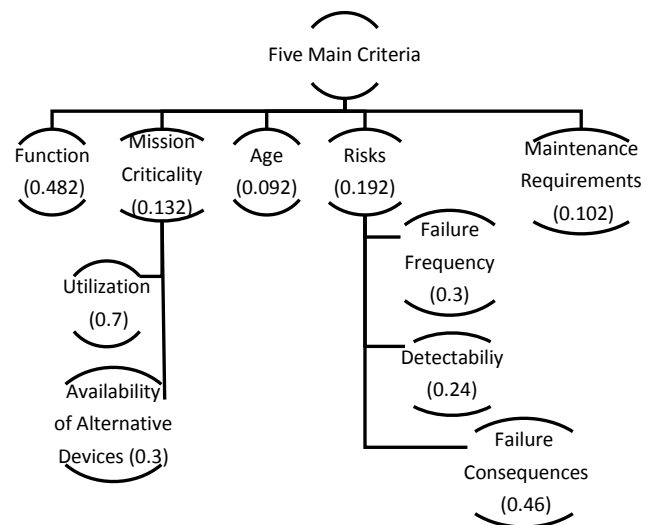 Five Main Criteria
Function
(0.482)
Mission
Criticality
(0.132)
Age
(0.092)
Risks
(0.192)
Maintenance
Requirements
(0.102)
Utilization
(0.7)
Availability
of Alternative
Devices (0.3)
Failure
Frequency
(0.3)
Detectabiliy
(0.24)
Failure
Consequences
(0.46)